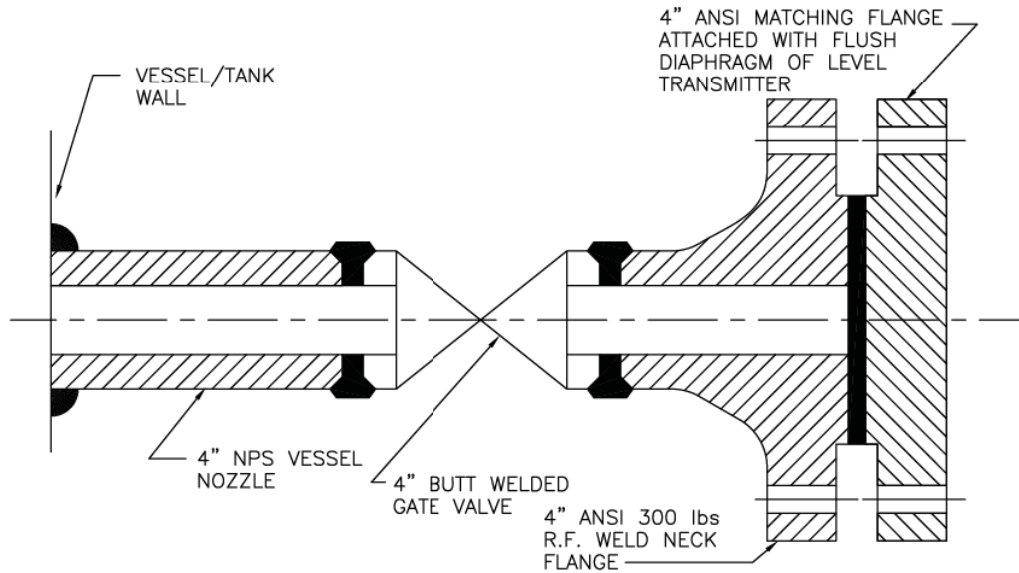 4” ANSI MATCHING FLANGE
ATTACHED WITH FLUSH
DIAPHRAGM OF LEVEL
TRANSMITTER
VESSEL/TANK
WALL
4” NPS VESSEL
NOZZLE
4” BUTT WELDED
GATE VALVE
4” ANSI 300 lbs
R.F. WELD NECK
FLANGE